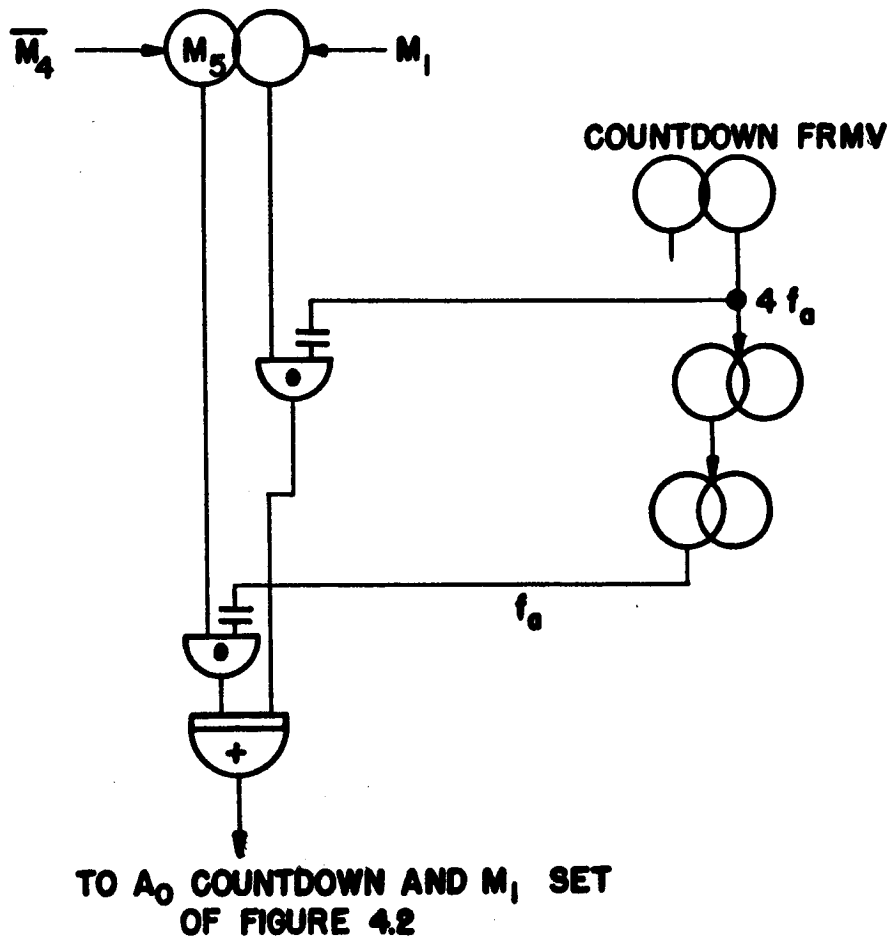 M̅₄ M₅ M₁
COUNTDOWN FRMV
4 fₐ
•
fₐ
•
+
TO A₀ COUNTDOWN AND M₁ SET
OF FIGURE 4.2